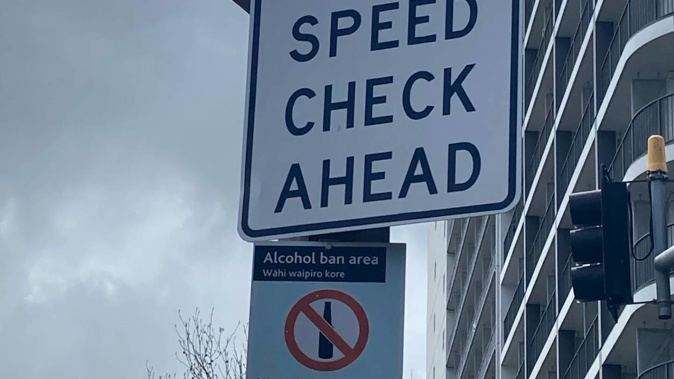 SPEED
CHECK
AHEAD
Alcohol ban area
Wāhi waipiro kore